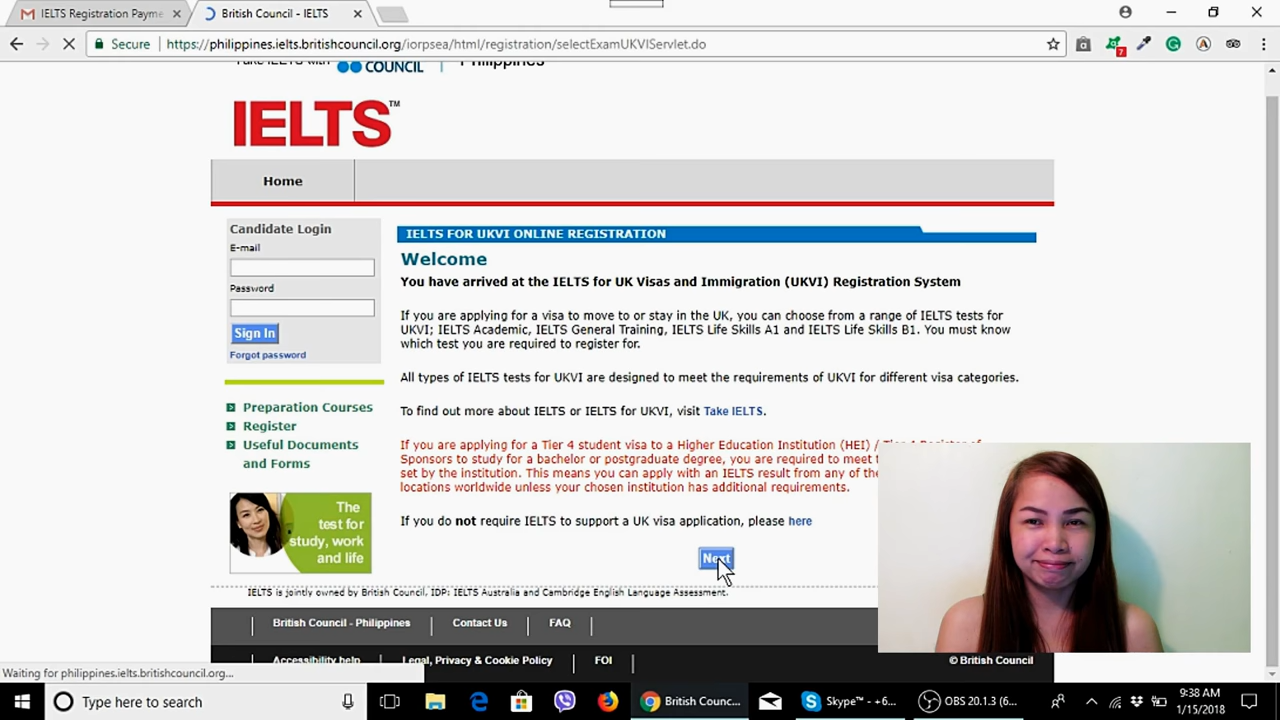 IELTS Registration Payme
British Council - IELTS
Secure
https://philippines.ielts.britishcouncil.org/iorpsea/html/registration/selectExamUKVIServlet.do
7
Take IELTS with
COUNCIL
Philippines
IELTS™
Home
Candidate Login
E-mail
Password
Sign In
Forgot password
Preparation Courses
Register
Useful Documents
and Forms
The
test for
study, work
and life
IELTS FOR UKVI ONLINE REGISTRATION
Welcome
You have arrived at the IELTS for UK Visas and Immigration (UKVI) Registration System
If you are applying for a visa to move to or stay in the UK, you can choose from a range of IELTS tests for
UKVI; IELTS Academic, IELTS General Training, IELTS Life Skills A1 and IELTS Life Skills B1. You must know
which test you are required to register for.
All types of IELTS tests for UKVI are designed to meet the requirements of UKVI for different visa categories.
To find out more about IELTS or IELTS for UKVI, visit Take IELTS.
If you are applying for a Tier 4 student visa to a Higher Education Institution (HEI) / Tier 4 Register of
Sponsors to study for a bachelor or postgraduate degree, you are required to meet
set by the institution. This means you can apply with an IELTS result from any of the
locations worldwide unless your chosen institution has additional requirements.
If you do not require IELTS to support a UK visa application, please here
Next
IELTS is jointly owned by British Council, IDP: IELTS Australia and Cambridge English Language Assessment.
British Council - Philippines
Contact Us
FAQ
Accessibility help
Legal, Privacy & Cookie Policy
FOI
© British Council
Waiting for philippines.ielts.britishcouncil.org...
Type here to search
British Counc...
Skype™ - +6...
OBS 20.1.3 (6...
9:38 AM
1/15/2018